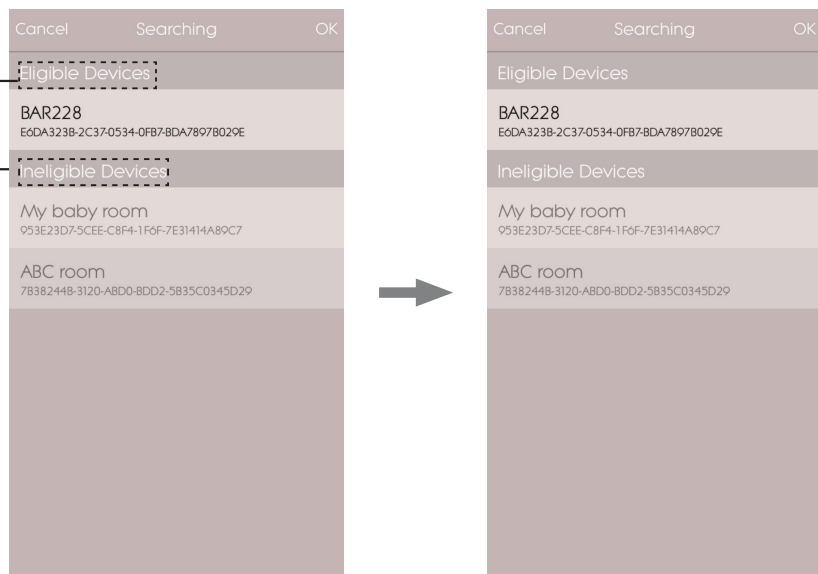 Cancel Searching OK
Eligible Devices
BAR228
E6DA323B-2C37-0534-0FB7-BDA7897B029E
Ineligible Devices
My baby room
953E23D7-5CEE-C8F4-1F6F-7E31414A89C7
ABC room
7B38244B-3120-ABD0-BDD2-5B35C0345D29
Cancel Searching OK
Eligible Devices
BAR228
E6DA323B-2C37-0534-0FB7-BDA7897B029E
Ineligible Devices
My baby room
953E23D7-5CEE-C8F4-1F6F-7E31414A89C7
ABC room
7B38244B-3120-ABD0-BDD2-5B35C0345D29